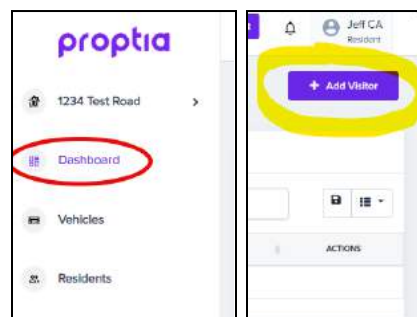 proptia
1234 Test Road
Dashboard
Vehicles
Residents
Jeff CA
Resident
+ Add Visitor
ACTIONS